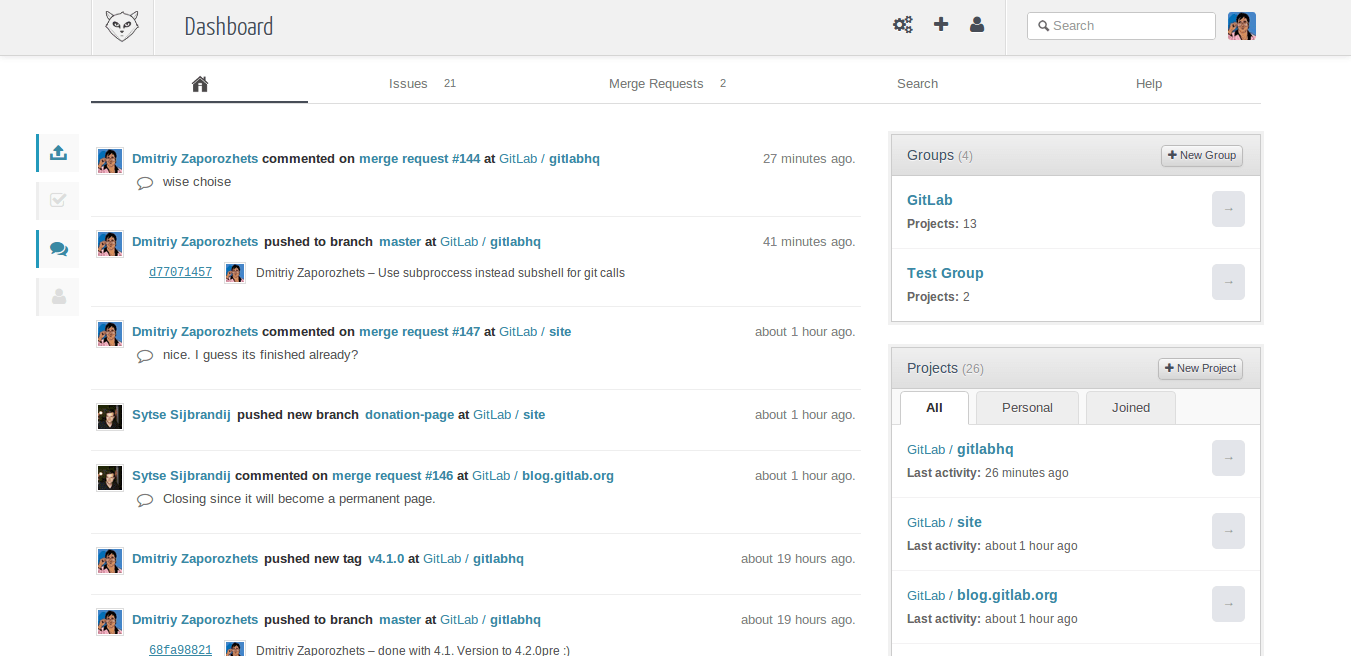 Dashboard
Search
Issues 21
Merge Requests 2
Search
Help
Dmitriy Zaporozhets commented on merge request #144 at GitLab / gitlabhq
27 minutes ago.
wise choise
Dmitriy Zaporozhets pushed to branch master at GitLab / gitlabhq
41 minutes ago.
d77071457 Dmitriy Zaporozhets – Use subproccess instead subshell for git calls
Dmitriy Zaporozhets commented on merge request #147 at GitLab / site
about 1 hour ago.
nice. I guess its finished already?
Sytse Sijbrandij pushed new branch donation-page at GitLab / site
about 1 hour ago.
Sytse Sijbrandij commented on merge request #146 at GitLab / blog.gitlab.org
about 1 hour ago.
Closing since it will become a permanent page.
Dmitriy Zaporozhets pushed new tag v4.1.0 at GitLab / gitlabhq
about 19 hours ago.
Dmitriy Zaporozhets pushed to branch master at GitLab / gitlabhq
about 19 hours ago.
68fa98821 Dmitriy Zaporozhets – done with 4.1. Version to 4.2.0pre :)
Groups (4)
New Group
GitLab
Projects: 13
→
Test Group
Projects: 2
→
Projects (26)
New Project
All
Personal
Joined
GitLab / gitlabhq
Last activity: 26 minutes ago
→
GitLab / site
Last activity: about 1 hour ago
→
GitLab / blog.gitlab.org
Last activity: about 1 hour ago
→